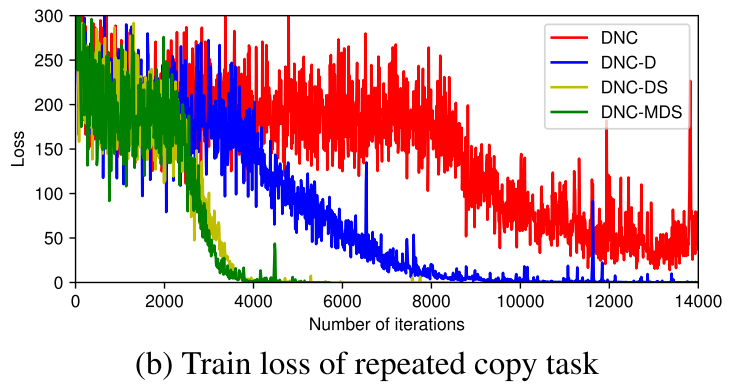 300
250
200
150
100
50
0
Loss
DNC
DNC-D
DNC-DS
DNC-MDS
0 2000 4000 6000 8000 10000 12000 14000
Number of iterations
(b) Train loss of repeated copy task